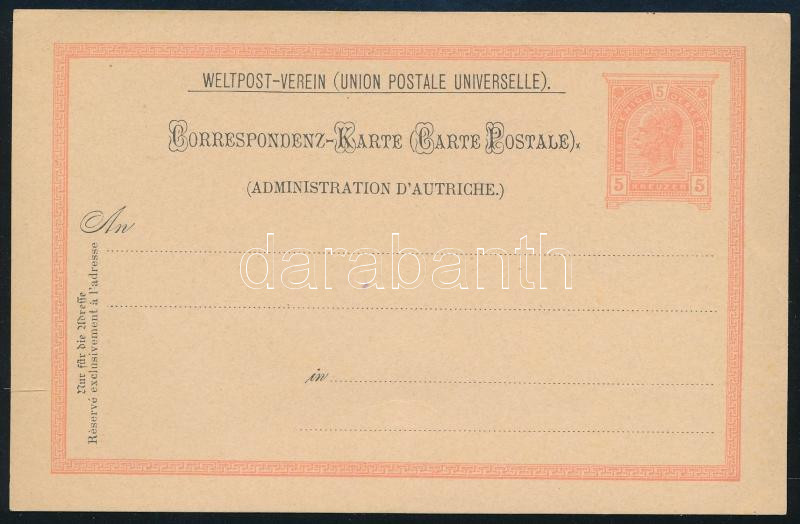 WELTPOST-VEREIN (UNION POSTALE UNIVERSELLE).
CORRESPONDENZ-KARTE (CARTE POSTALE).
(ADMINISTRATION D'AUTRICHE.)
5
5 KREUZER 5
An
in
Nur für die Adresse
Réservé exclusivement à l'adresse
darabanth